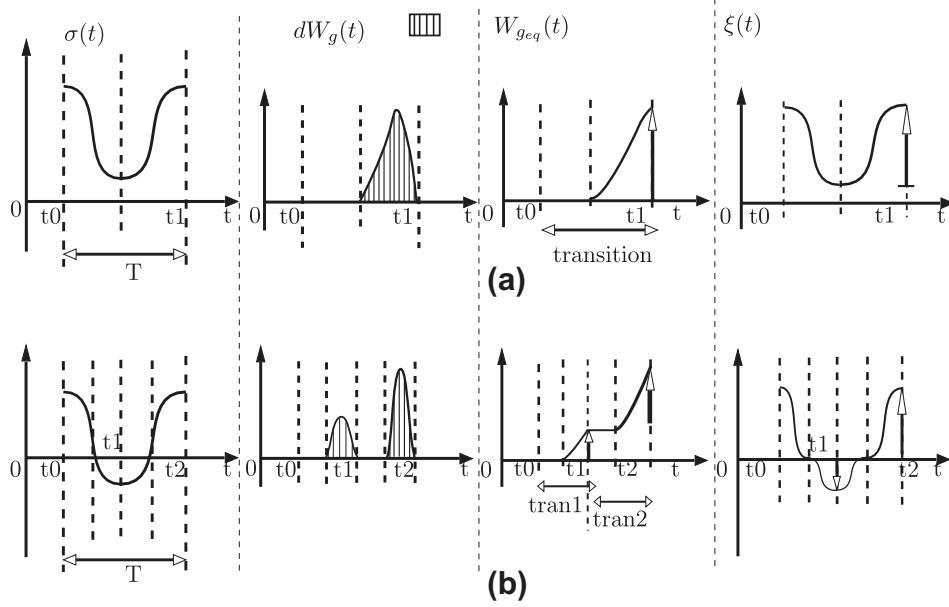 σ(t) dW_g(t) W_{g_{eq}}(t) ξ(t)
0 t0 t1 t
T
0 t0 t1 t
0 t0 t1 t
transition
0 t0 t1 t
(a)
0 t0 t1 t2 t
T
0 t0 t1 t2 t
0 t0 t1 t2 t
tran1
tran2
0 t0 t1 t2 t
(b)